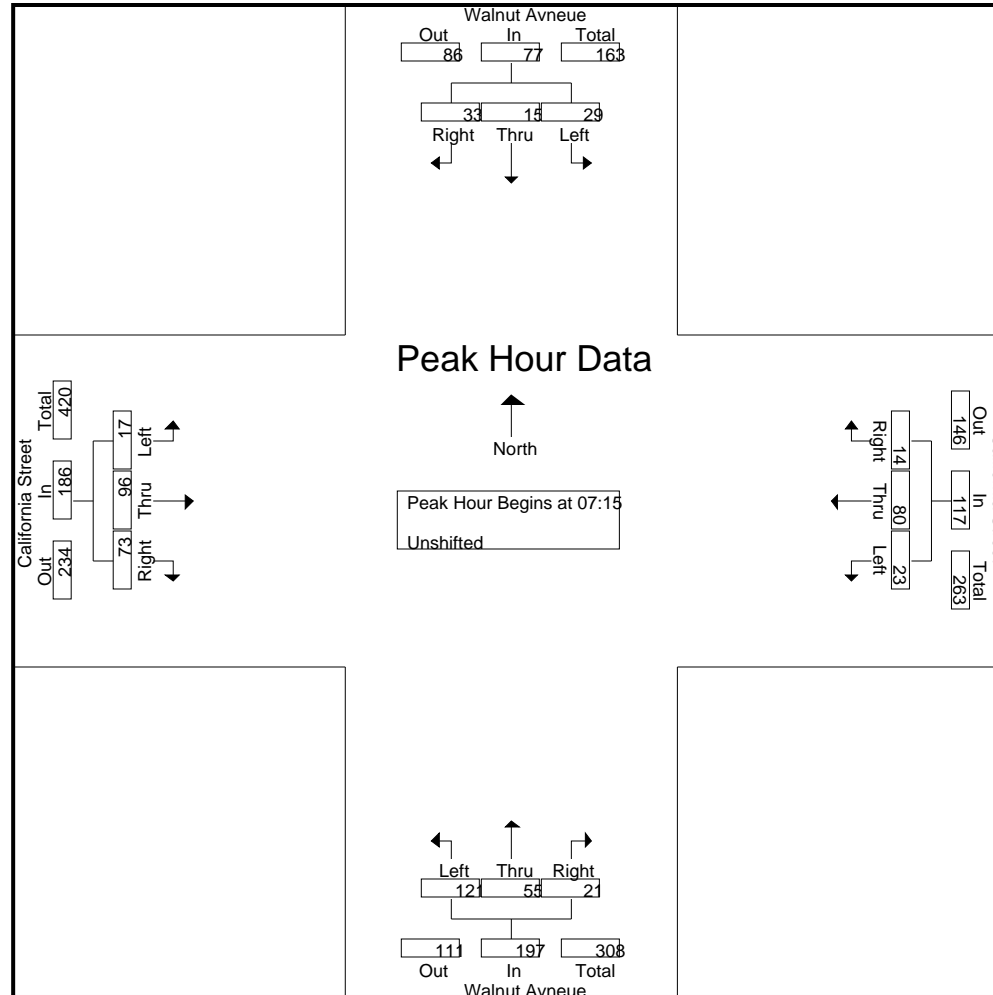 Walnut Avneue
Out In Total
86 77 163
33 15 29
Right Thru Left
Peak Hour Data
North
Peak Hour Begins at 07:15
Unshifted
California Street
Total In Out
420 186 234
17 96 73
Left Thru Right
Right Thru Left
14 80 23
146 117 263
Out In Total
Left Thru Right
121 55 21
111 197 308
Out In Total
Walnut Avneue